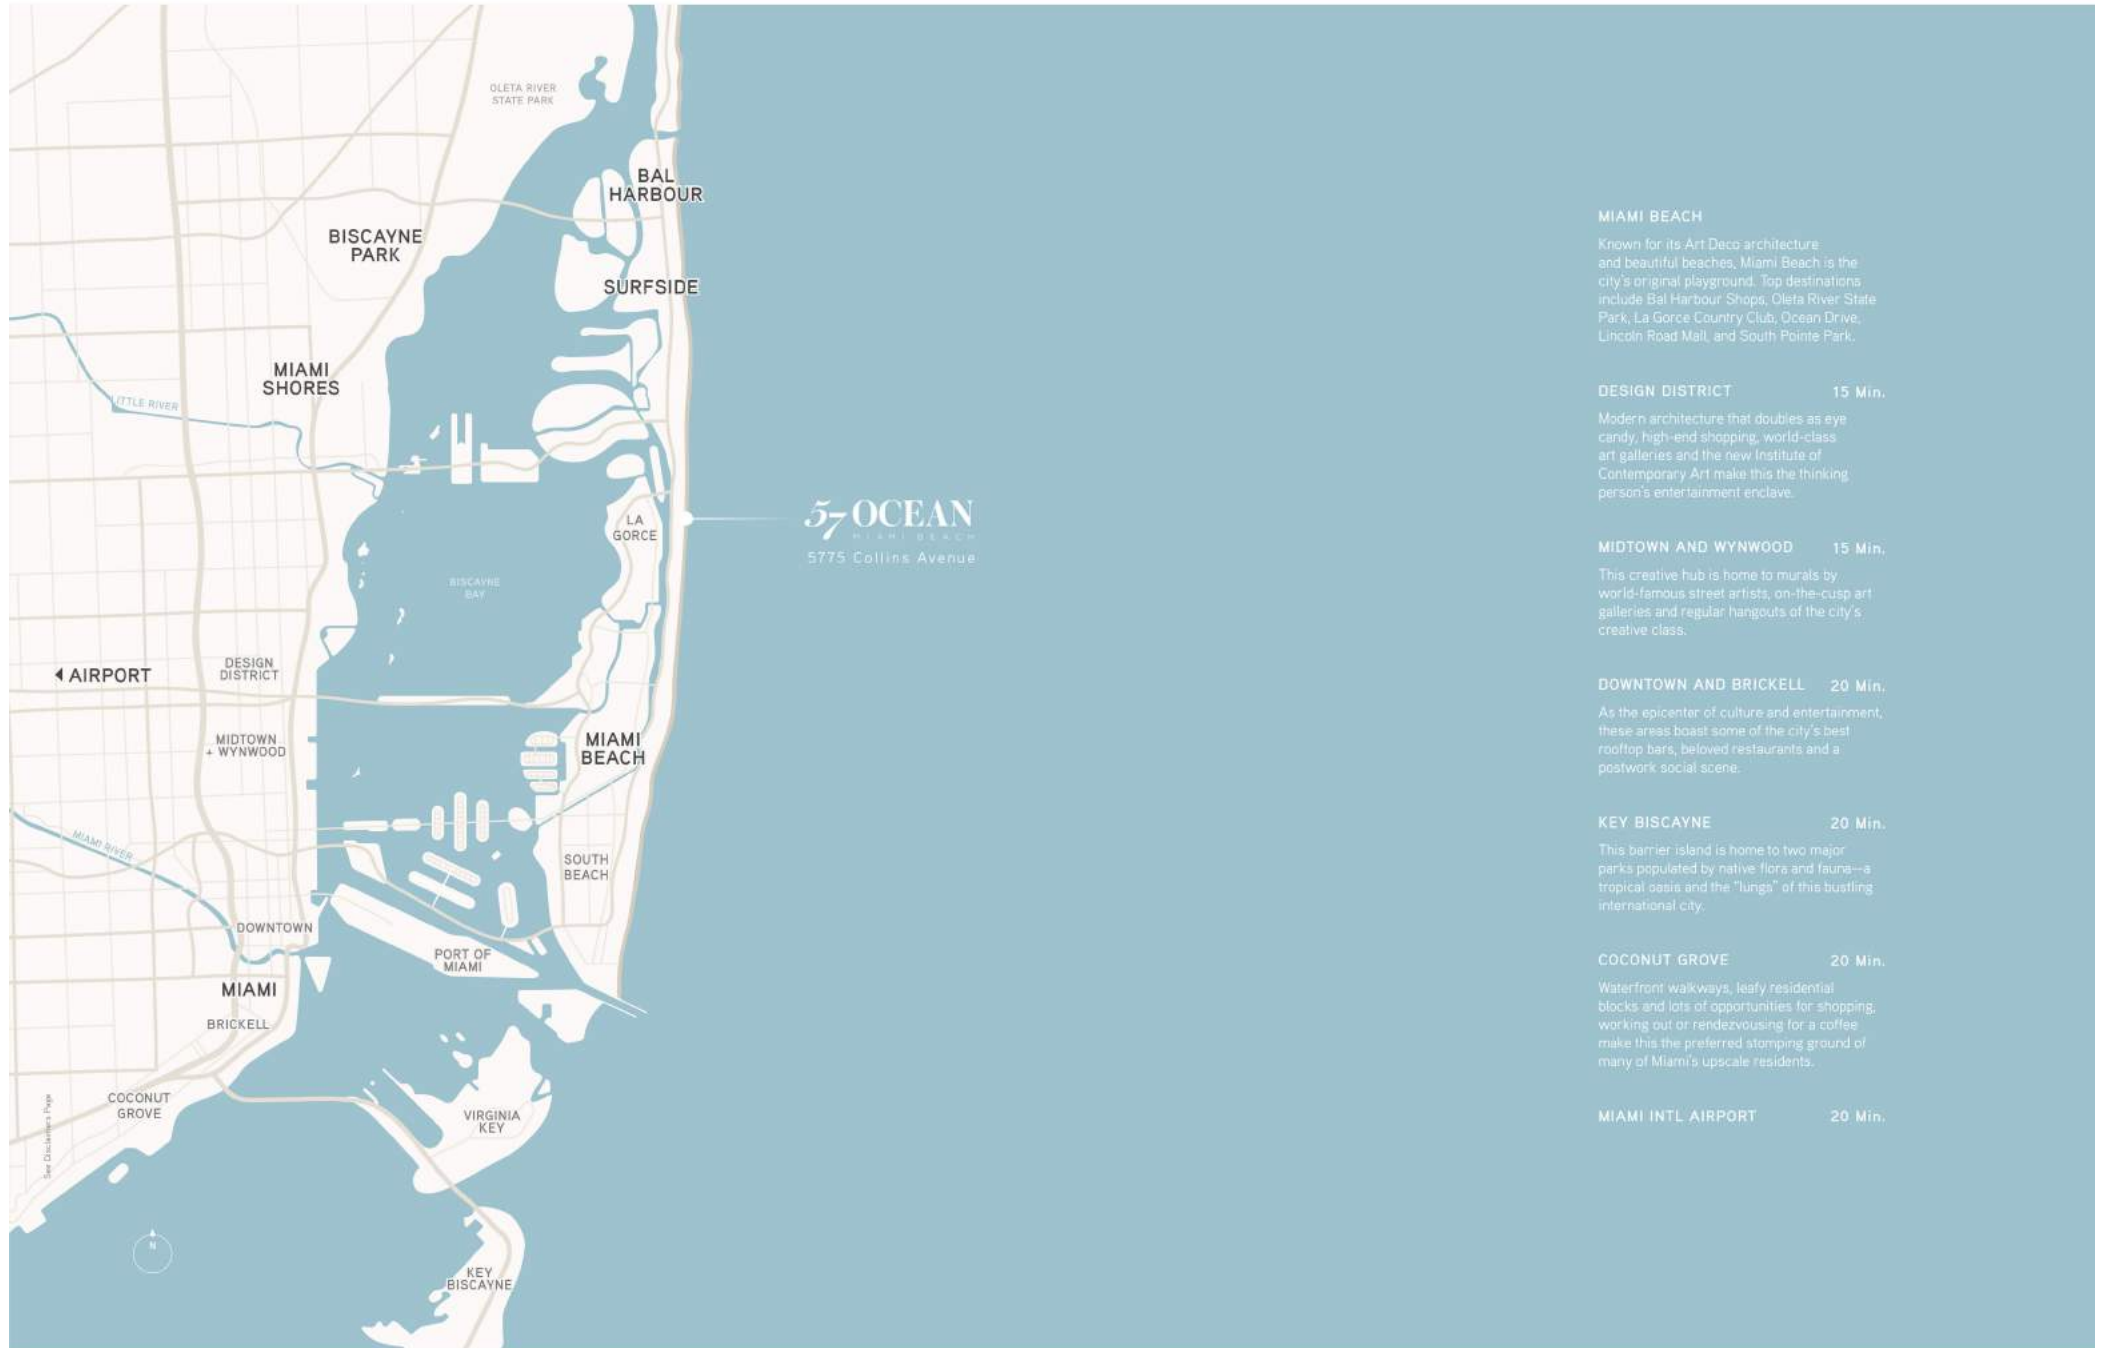 OLETA RIVER
STATE PARK
BAL
HARBOUR
BISCAYNE
PARK
SURFSIDE
MIAMI
SHORES
LITTLE RIVER
LA
GORCE
57 OCEAN
MIAMI BEACH
5775 Collins Avenue
BISCAYNE
BAY
DESIGN
DISTRICT
AIRPORT
MIDTOWN
+ WYNWOOD
MIAMI
BEACH
MIAMI RIVER
SOUTH
BEACH
DOWNTOWN
PORT OF
MIAMI
MIAMI
BRICKELL
COCONUT
GROVE
VIRGINIA
KEY
See Disclaimers Page
N
KEY
BISCAYNE
MIAMI BEACH
Known for its Art Deco architecture
and beautiful beaches, Miami Beach is the
city's original playground. Top destinations
include Bal Harbour Shops, Oleta River State
Park, La Gorce Country Club, Ocean Drive,
Lincoln Road Mall, and South Pointe Park.
DESIGN DISTRICT 15 Min.
Modern architecture that doubles as eye
candy, high-end shopping, world-class
art galleries and the new Institute of
Contemporary Art make this the thinking
person's entertainment enclave.
MIDTOWN AND WYNWOOD 15 Min.
This creative hub is home to murals by
world-famous street artists, on-the-cusp art
galleries and regular hangouts of the city's
creative class.
DOWNTOWN AND BRICKELL 20 Min.
As the epicenter of culture and entertainment,
these areas boast some of the city's best
rooftop bars, beloved restaurants and a
postwork social scene.
KEY BISCAYNE 20 Min.
This barrier island is home to two major
parks populated by native flora and fauna—a
tropical oasis and the "lungs" of this bustling
international city.
COCONUT GROVE 20 Min.
Waterfront walkways, leafy residential
blocks and lots of opportunities for shopping,
working out or rendezvousing for a coffee
make this the preferred stomping ground of
many of Miami's upscale residents.
MIAMI INTL AIRPORT 20 Min.